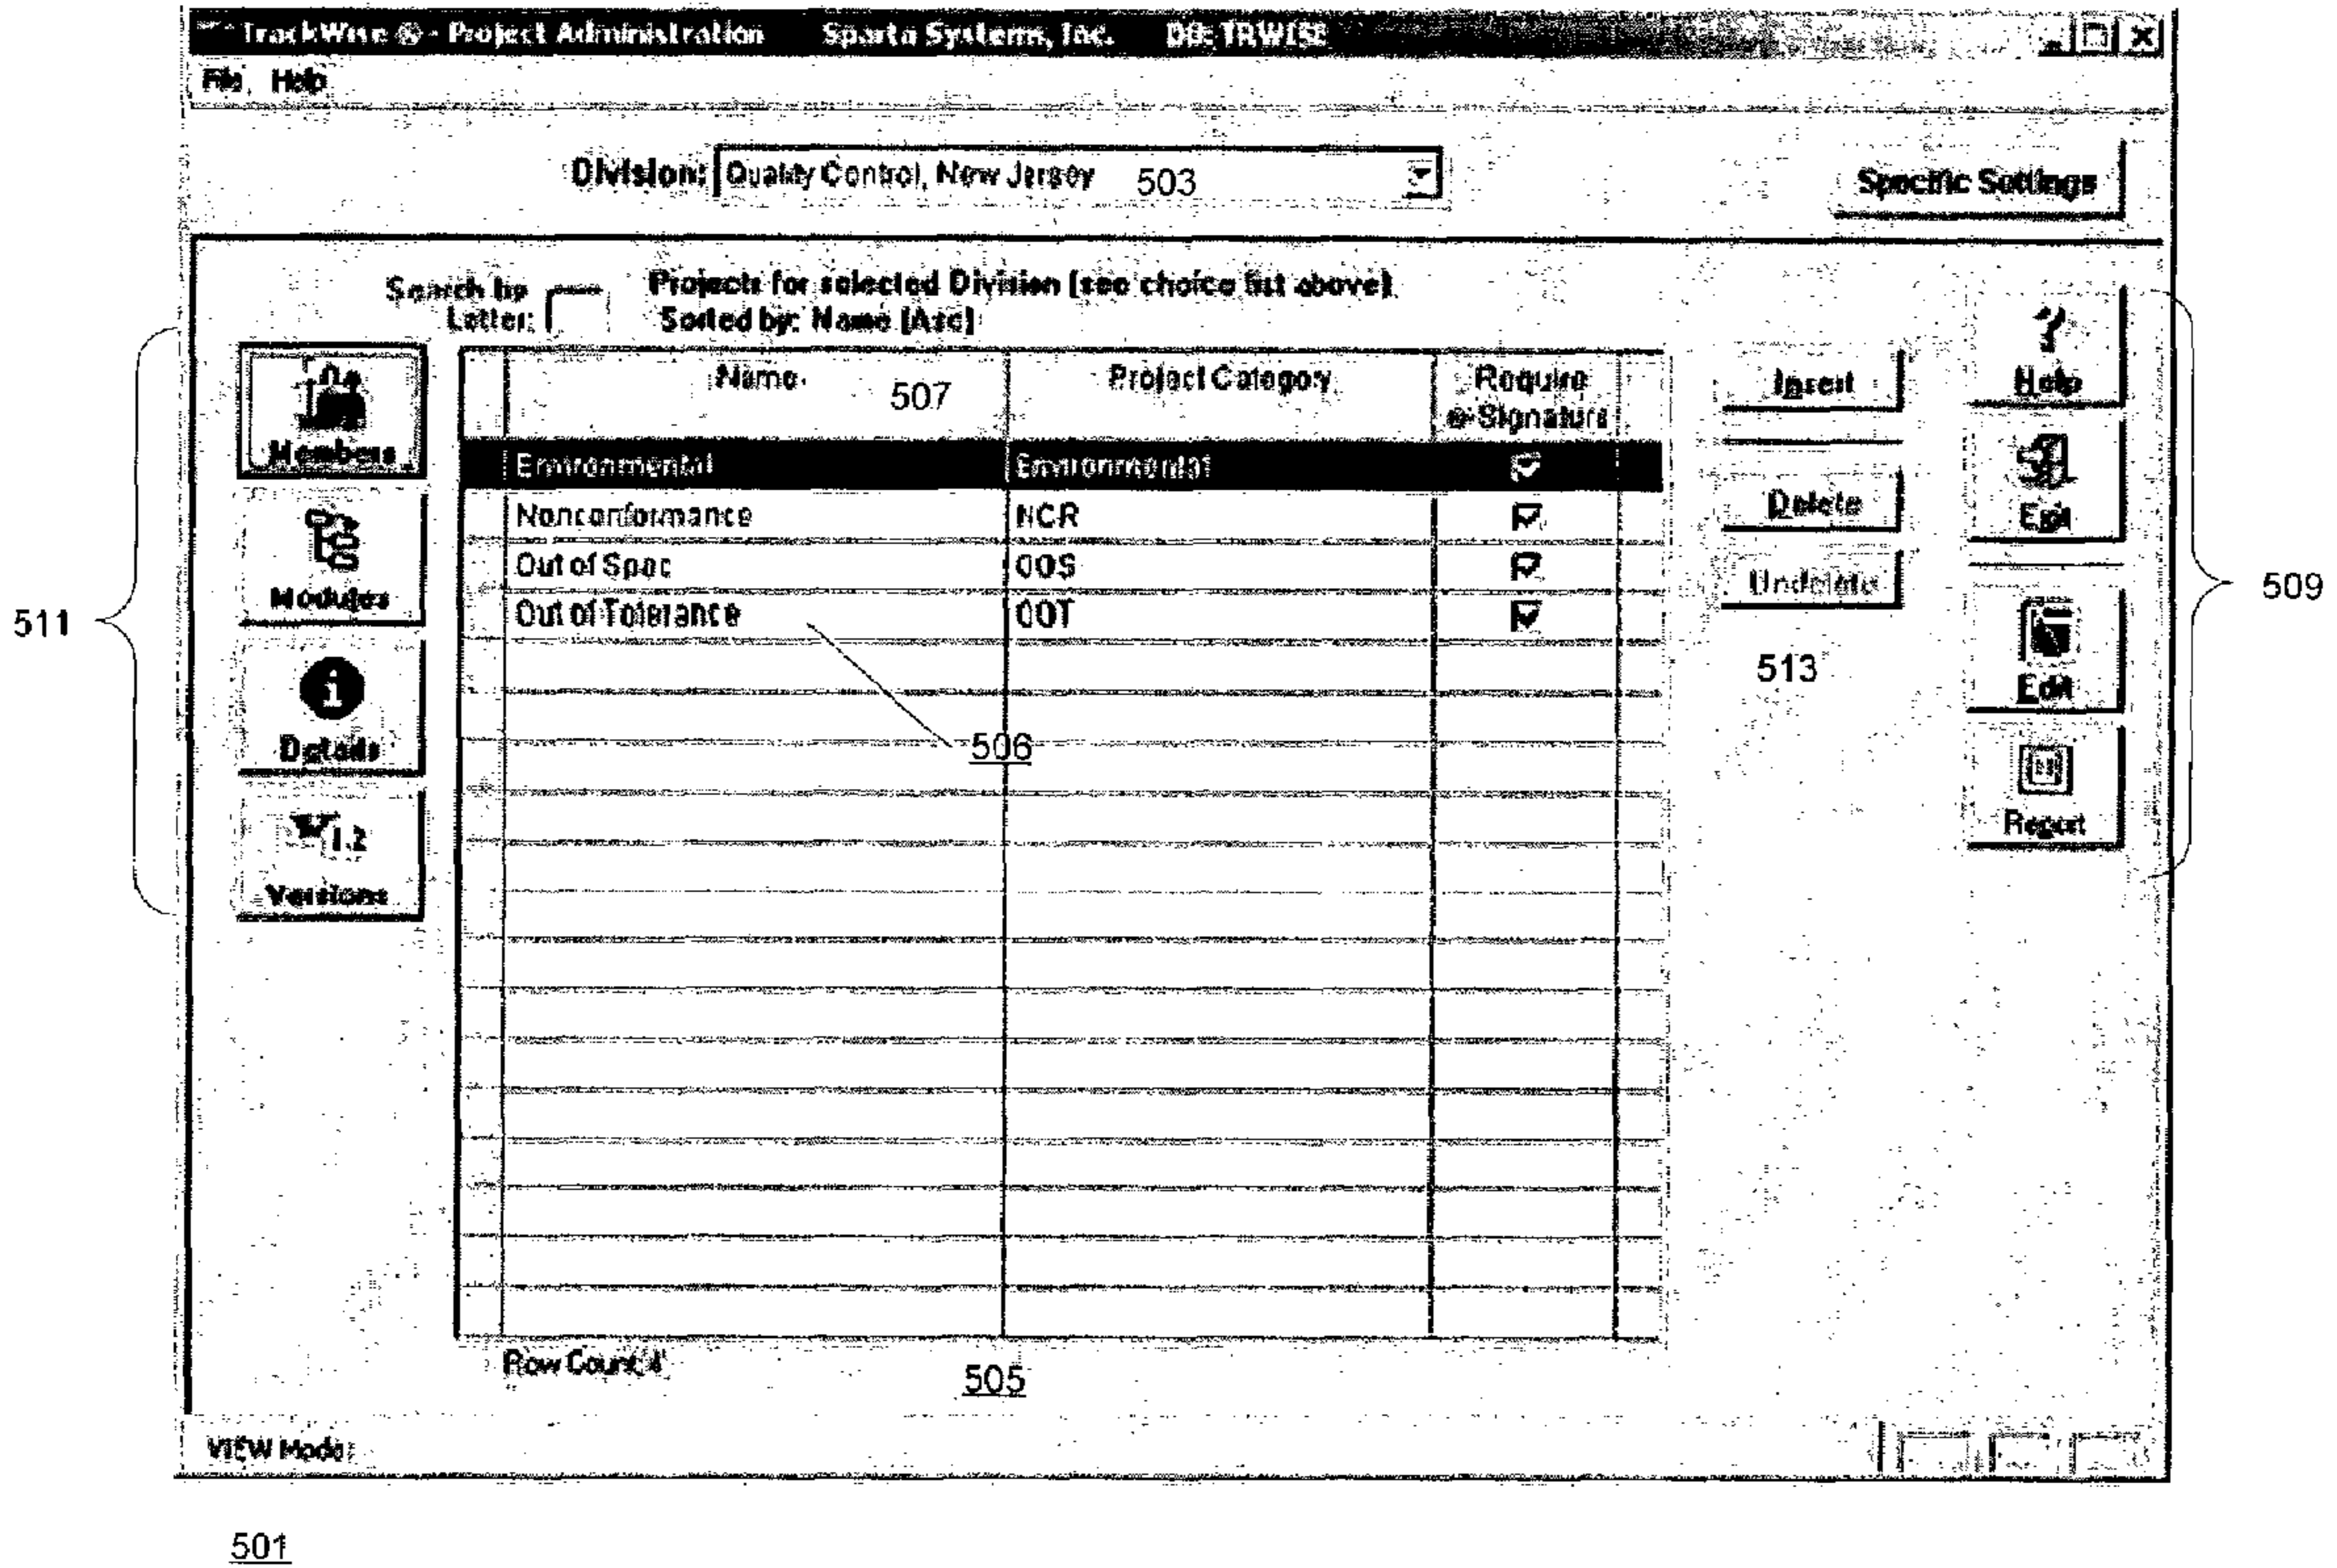 TrackWise ® - Project Administration Sparta Systems, Inc. DB: TRWISE
File Help
Division: Quality Control, New Jersey 503
Specific Settings
Search by Letter:
Projects for selected Division (see choice list above)
Sorted by: Name (Asc)
511
Members
Modules
Details
V1.2
Versions
Name 507 Project Category Require e-Signature
Environmental Environmental
Nonconformance NCR
Out of Spec OOS
Out of Tolerance OOT
506
Row Count: 4
505
Insert
Delete
Undelete
513
Help
Exit
Edit
Report
509
VIEW Mode
501